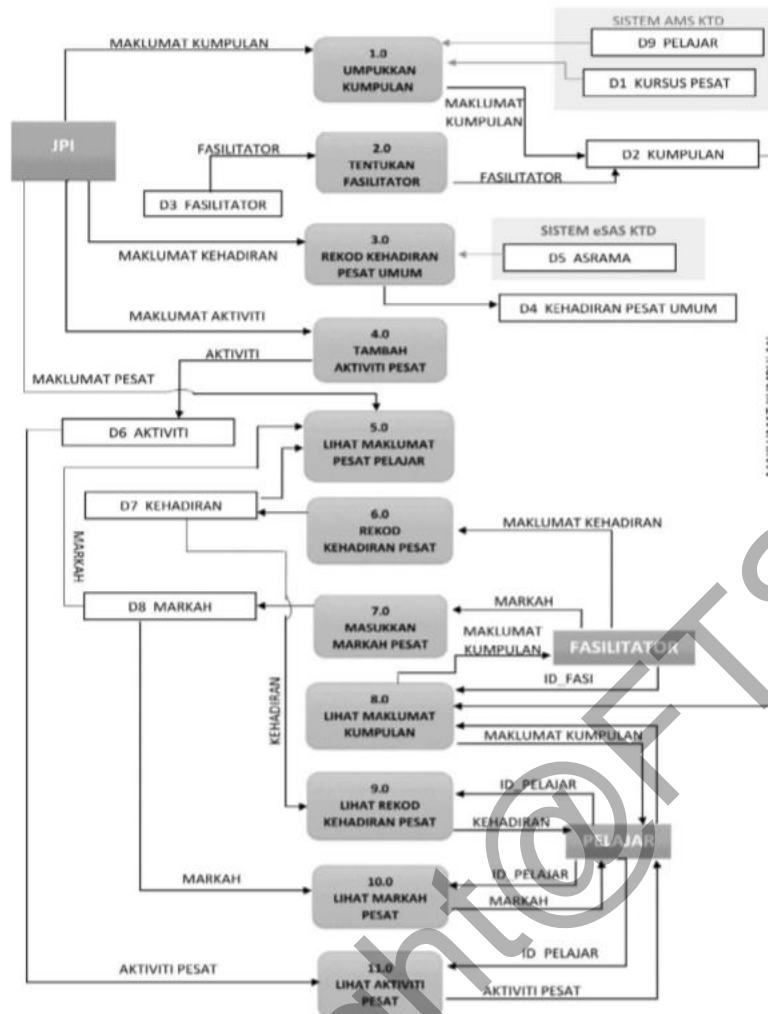 SISTEM AMS KTD
MAKLUMAT KUMPULAN
1.0
UMPUKKAN
KUMPULAN
D9 PELAJAR
D1 KURSUS PESAT
MAKLUMAT
KUMPULAN
JPI
FASILITATOR
2.0
TENTUKAN
FASILITATOR
D2 KUMPULAN
FASILITATOR
D3 FASILITATOR
SISTEM eSAS KTD
3.0
REKOD KEHADIRAN
PESAT UMUM
MAKLUMAT KEHADIRAN
D5 ASRAMA
D4 KEHADIRAN PESAT UMUM
MAKLUMAT AKTIVITI
4.0
TAMBAH
AKTIVITI PESAT
AKTIVITI
MAKLUMAT PESAT
D6 AKTIVITI
5.0
LIHAT MAKLUMAT
PESAT PELAJAR
D7 KEHADIRAN
6.0
REKOD
KEHADIRAN PESAT
MAKLUMAT KEHADIRAN
MARKAH
D8 MARKAH
7.0
MASUKKAN
MARKAH PESAT
MARKAH
MAKLUMAT
KUMPULAN
FASILITATOR
ID_FASI
KEHADIRAN
8.0
LIHAT MAKLUMAT
KUMPULAN
MAKLUMAT KUMPULAN
9.0
LIHAT REKOD
KEHADIRAN PESAT
ID_PELAJAR
KEHADIRAN
PELAJAR
MARKAH
10.0
LIHAT MARKAH
PESAT
ID_PELAJAR
MARKAH
ID PELAJAR
AKTIVITI PESAT
11.0
LIHAT AKTIVITI
PESAT
AKTIVITI PESAT
ght@FTS